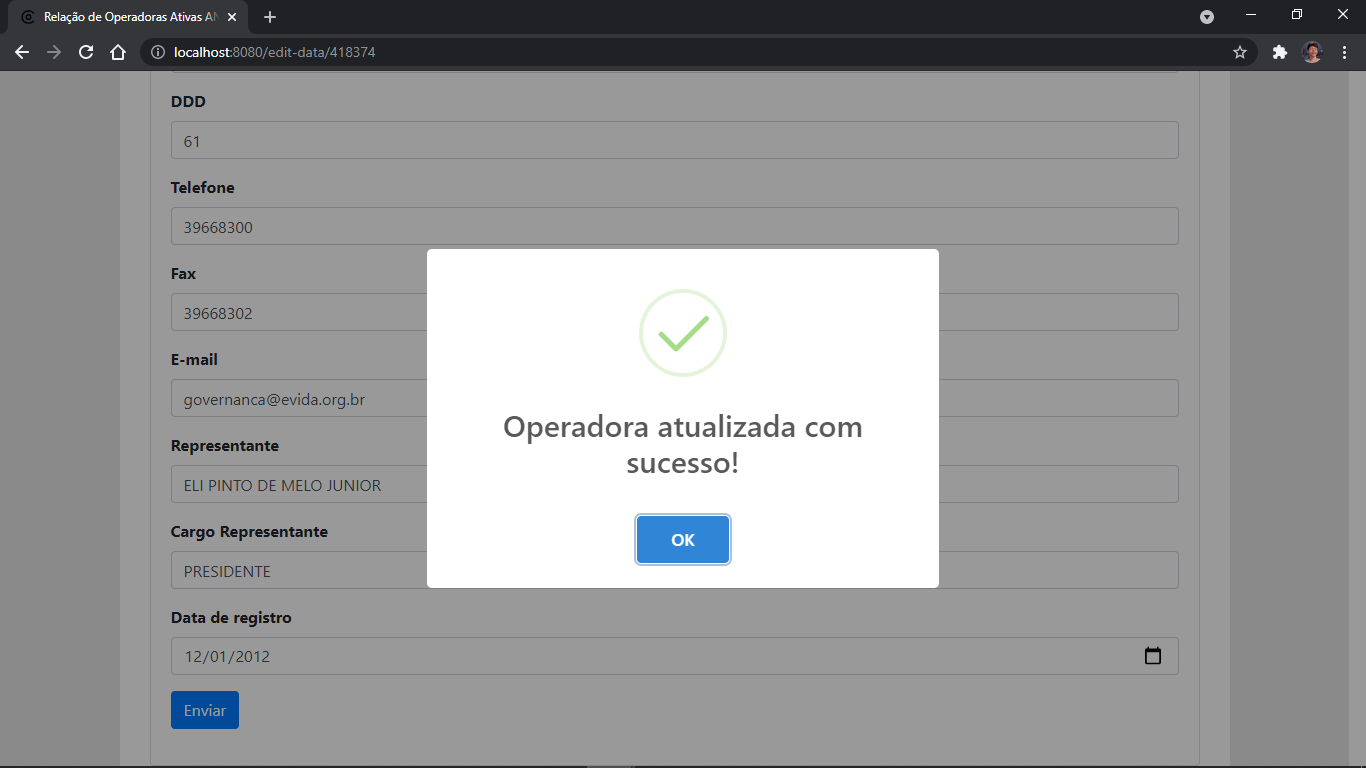 Relação de Operadoras Ativas AN
localhost:8080/edit-data/418374
DDD
61
Telefone
39668300
Fax
39668302
E-mail
governanca@evida.org.br
Operadora atualizada com
sucesso!
OK
Representante
ELI PINTO DE MELO JUNIOR
Cargo Representante
PRESIDENTE
Data de registro
12/01/2012
Enviar